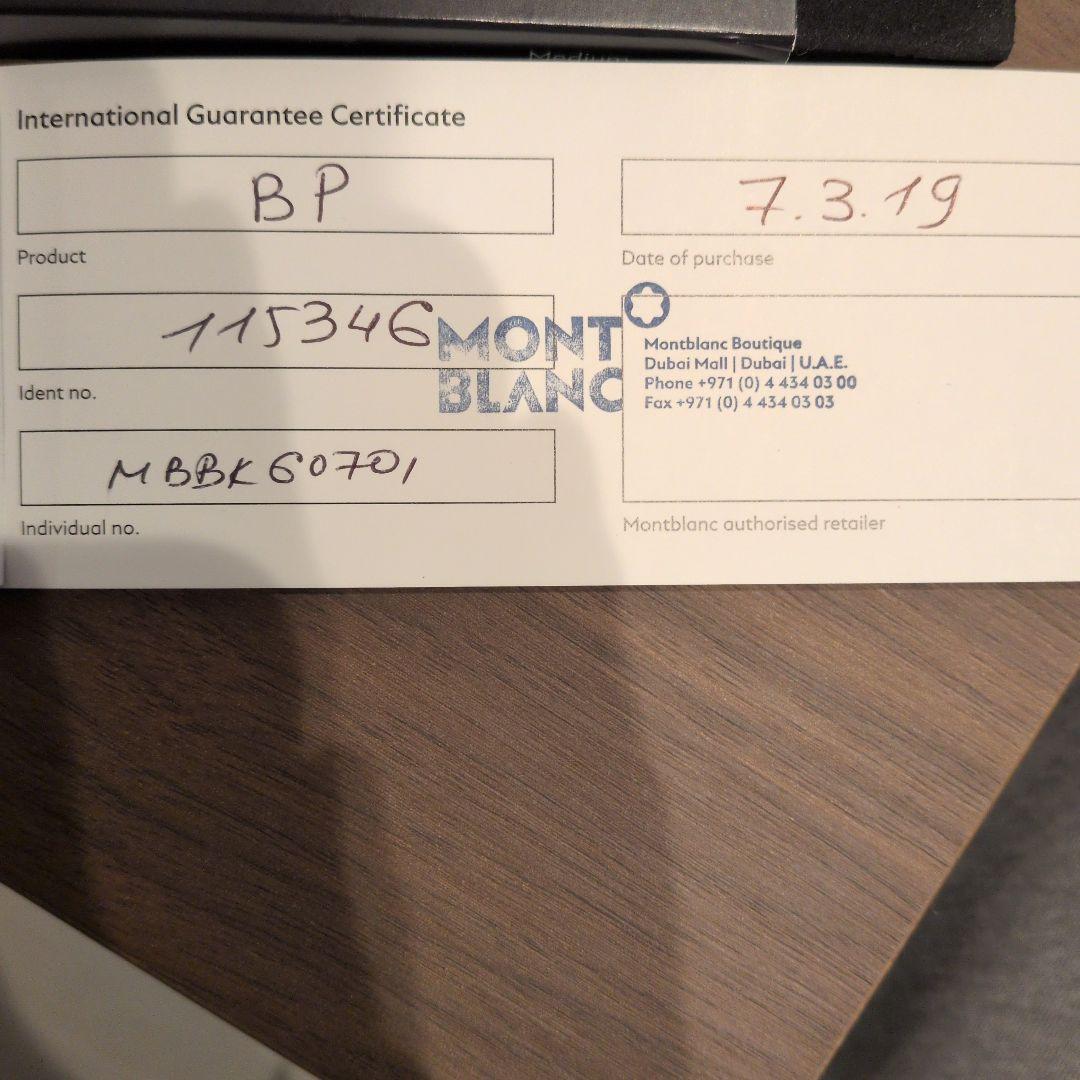 Medium
International Guarantee Certificate
BP
Product
7.3.19
Date of purchase
115346
Ident no.
MONT
BLANC
Montblanc Boutique
Dubai Mall | Dubai | U.A.E.
Phone +971 (0) 4 434 03 00
Fax +971 (0) 4 434 03 03
MBBK60701
Individual no.
Montblanc authorised retailer